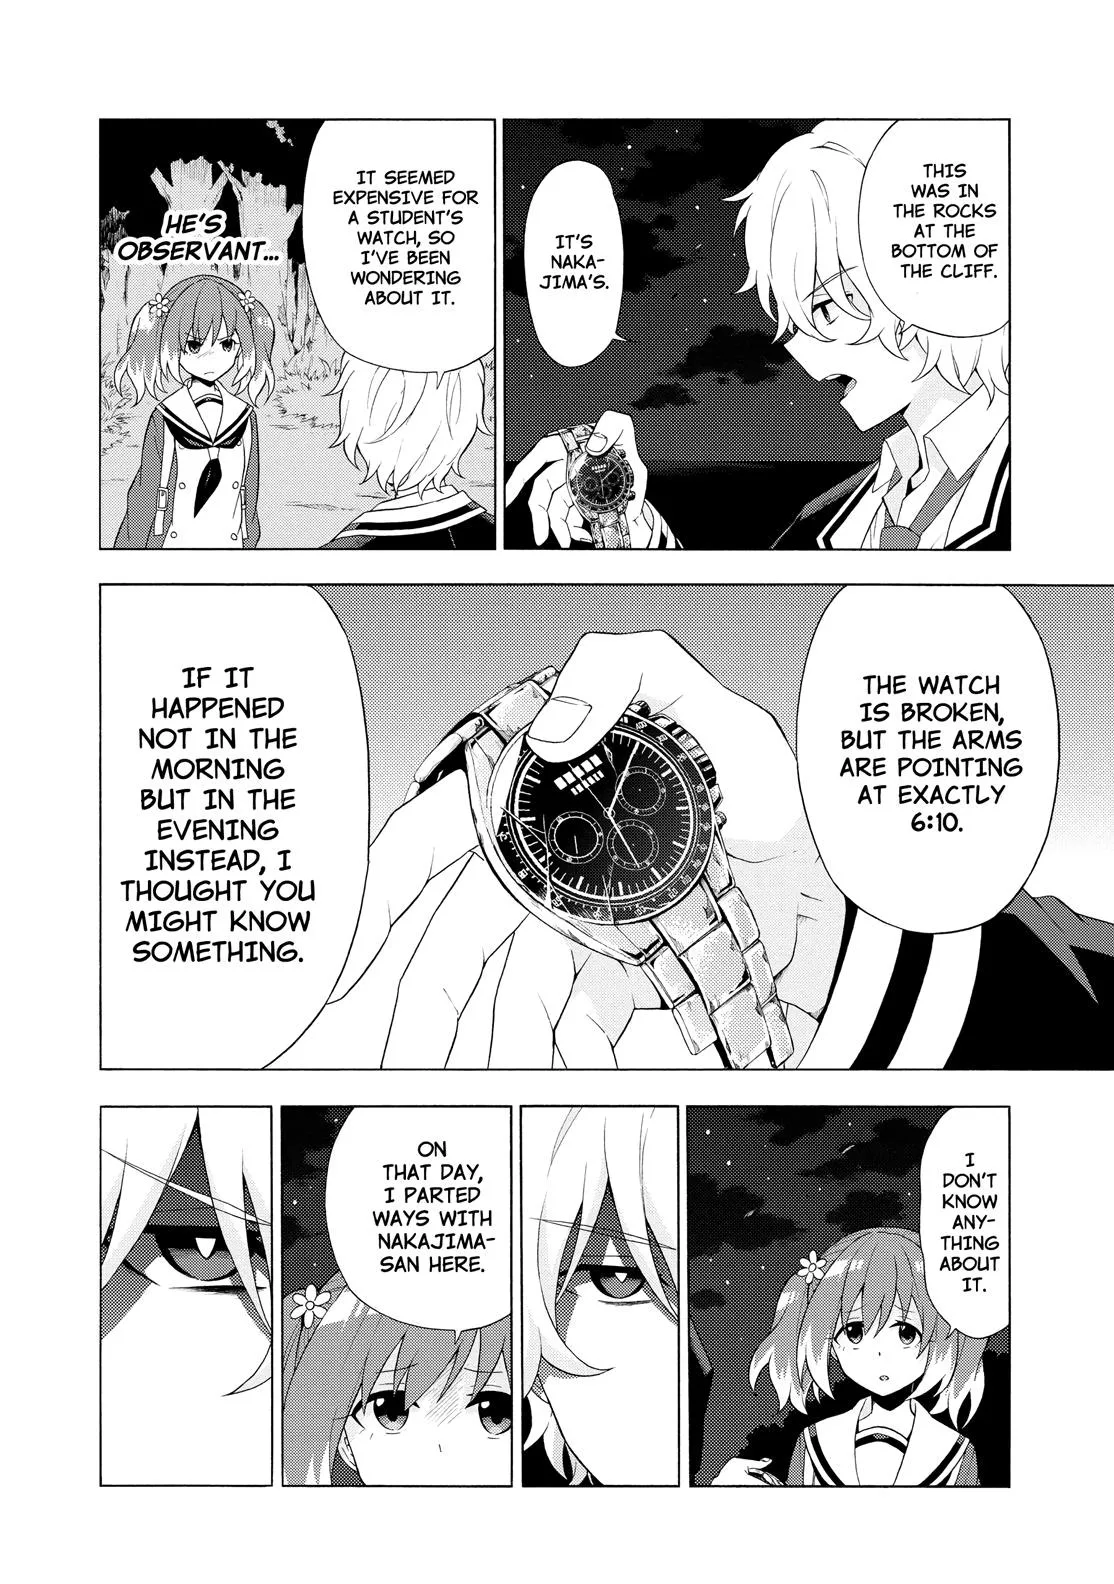 THIS
WAS IN
THE ROCKS
AT THE
BOTTOM OF
THE CLIFF.
IT'S
NAKA-
JIMA'S.
IT SEEMED
EXPENSIVE FOR
A STUDENT'S
WATCH, SO
I'VE BEEN
WONDERING
ABOUT IT.
HE'S
OBSERVANT...
THE WATCH
IS BROKEN,
BUT THE ARMS
ARE POINTING
AT EXACTLY
6:10.
IF IT
HAPPENED
NOT IN THE
MORNING
BUT IN THE
EVENING
INSTEAD, I
THOUGHT YOU
MIGHT KNOW
SOMETHING.
I
DON'T
KNOW
ANY-
THING
ABOUT
IT.
ON
THAT DAY,
I PARTED
WAYS WITH
NAKAJIMA-
SAN HERE.